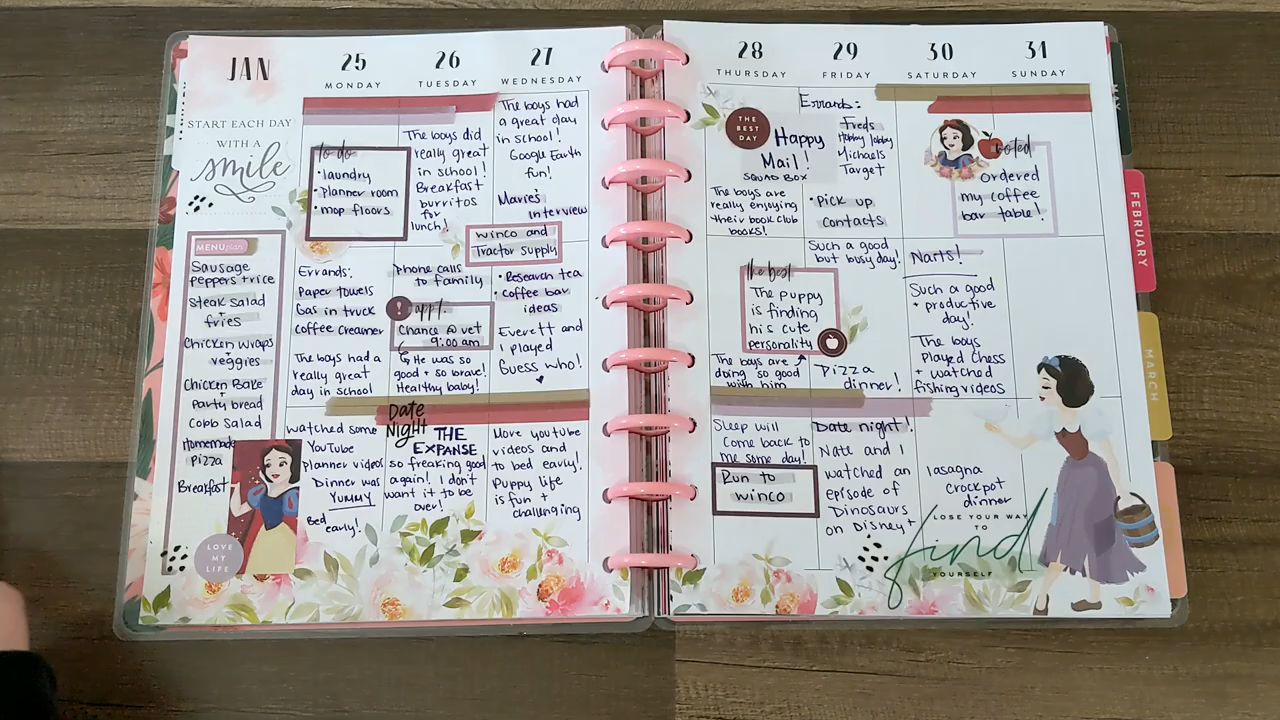 JAN
START EACH DAY
WITH A
smile
MENU plan
Sausage
peppers + rice
Steak Salad
+
fries
Chicken wraps
+
veggies
Chicken Bake
+
party bread
Cobb Salad
Homemade
Pizza
Breakfast
LOVE
MY
LIFE
25
MONDAY
to do
• laundry
• Planner room
• mop floors
Errands:
Paper towels
Gas in truck
coffee creamer
The boys had a
really great
day in school
watched some
YouTube
planner videos
Dinner was
YUMMY
Bed early!
26
TUESDAY
The boys did
really great
in school!
Breakfast
burritos
for
lunch!
Phone calls
to family
! appt.
Chance @ vet
9:00 am
He was so
good + so brave!
Healthy baby!
DATE
NIGHT
THE
EXPANSE
so freaking good
again! I don't
want it to be
over!
27
WEDNESDAY
The boys had
a great day
in school!
Google Earth
fun!
Maries
Interview
winco and
Tractor supply
• Research tea
• coffee bar
ideas
Everett and
I played
Guess Who!
More youtube
videos and
to bed early!
Puppy life
is fun +
challenging
28
THURSDAY
THE
BEST
DAY
Happy
Mail!
SQUAD BOX
The boys are
really enjoying
their book club
books!
the best
The puppy
is finding
his cute
personality
The boys are
doing so good
with him
Sleep will
come back to
me some day!
Run to
winco
29
FRIDAY
Errands:
Freds
Hobby lobby
Michaels
Target
• Pick up
contacts
Such a good
but busy day!
Pizza
dinner!
Date night!
Nate and I
watched an
episode of
Dinosaurs
on Disney+
30
SATURDAY
Narts!
Such a good
+ productive
day!
The boys
played chess
+ watched
fishing videos
lasagna
crockpot
dinner
LOSE YOUR WAY
TO
find
YOURSELF
31
SUNDAY
noted
ordered
my coffee
bar table!
FEBRUARY
MARCH